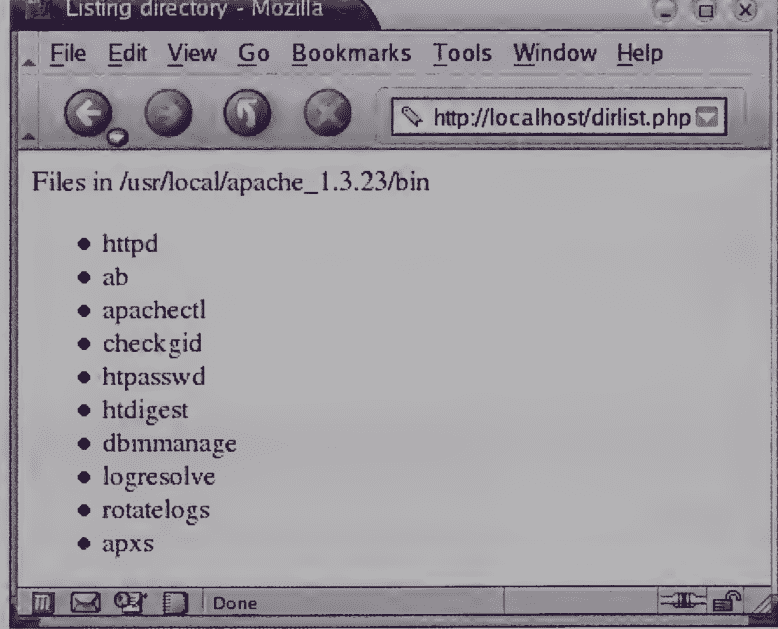 Listing directory - Mozilla
File Edit View Go Bookmarks Tools Window Help
http://localhost/dirlist.php
Files in /usr/local/apache_1.3.23/bin
• httpd
• ab
• apachectl
• checkgid
• htpasswd
• htdigest
• dbmmanage
• logresolve
• rotatelogs
• apxs
Done